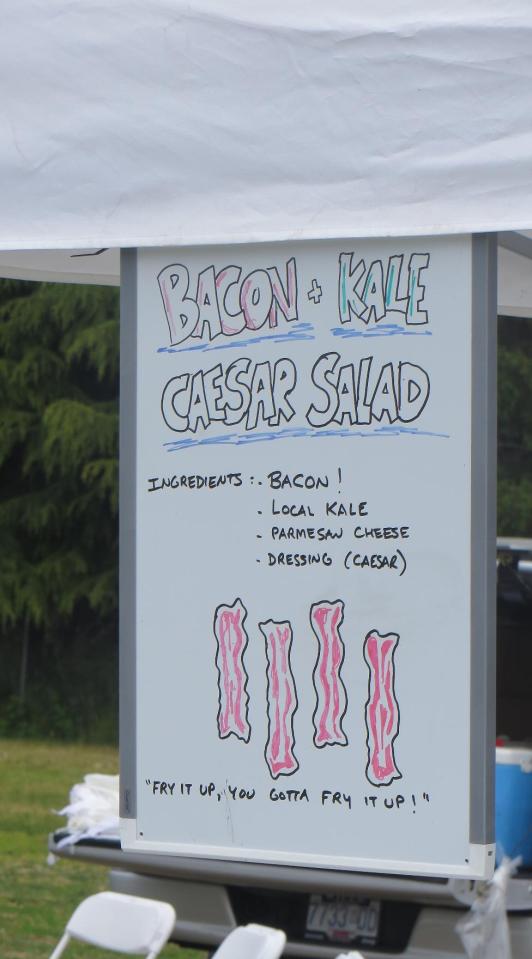 BACON + KALE
CAESAR SALAD
INGREDIENTS :. BACON!
- LOCAL KALE
- PARMESAN CHEESE
- DRESSING (CAESAR)
"FRY IT UP, YOU GOTTA FRY IT UP!"